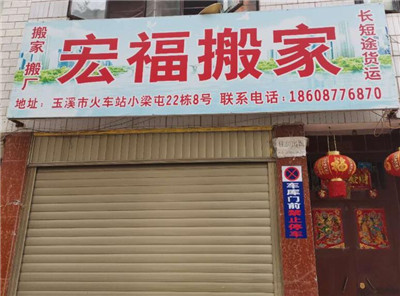 搬家 搬厂
宏福搬家
长短途货运
地址：玉溪市火车站小梁屯22栋8号 联系电话：18608776870
车库门前禁止停车